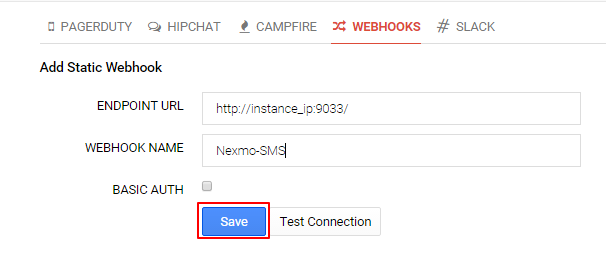 PAGERDUTY HIPCHAT CAMPFIRE WEBHOOKS SLACK
Add Static Webhook
ENDPOINT URL http://instance_ip:9033/
WEBHOOK NAME Nexmo-SMS
BASIC AUTH
Save Test Connection